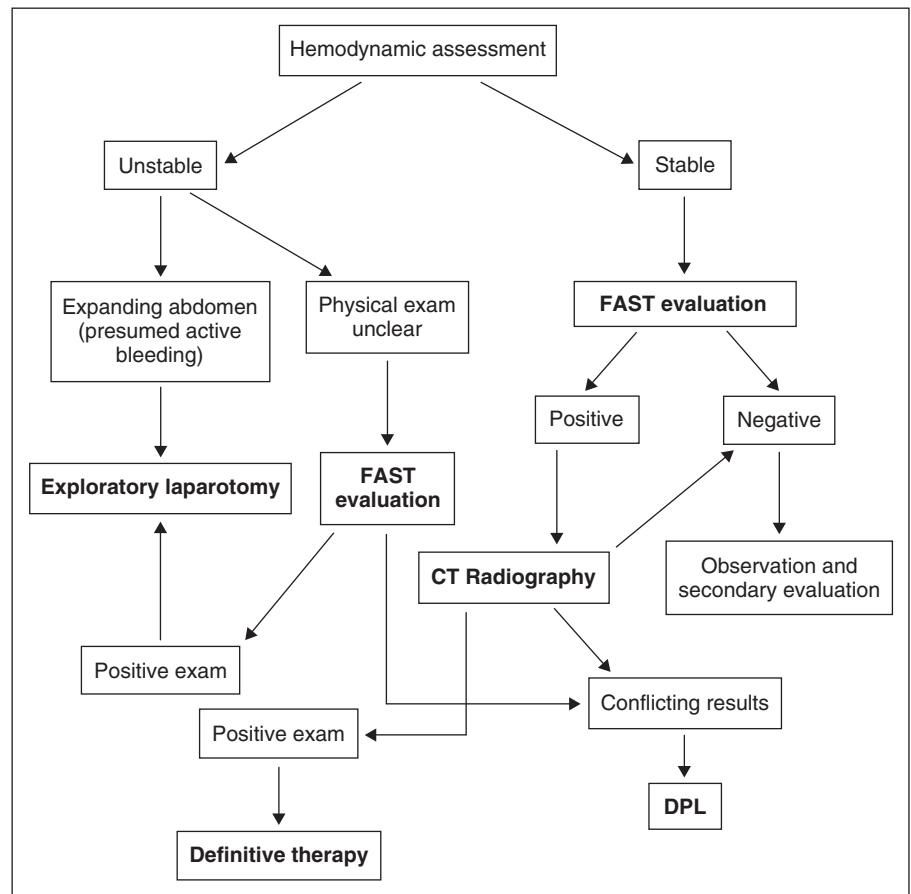 Hemodynamic assessment
Unstable
Stable
Expanding abdomen
(presumed active
bleeding)
Physical exam
unclear
FAST evaluation
Positive
Negative
Exploratory laparotomy
FAST
evaluation
CT Radiography
Observation and
secondary evaluation
Positive exam
Conflicting results
Positive exam
DPL
Definitive therapy